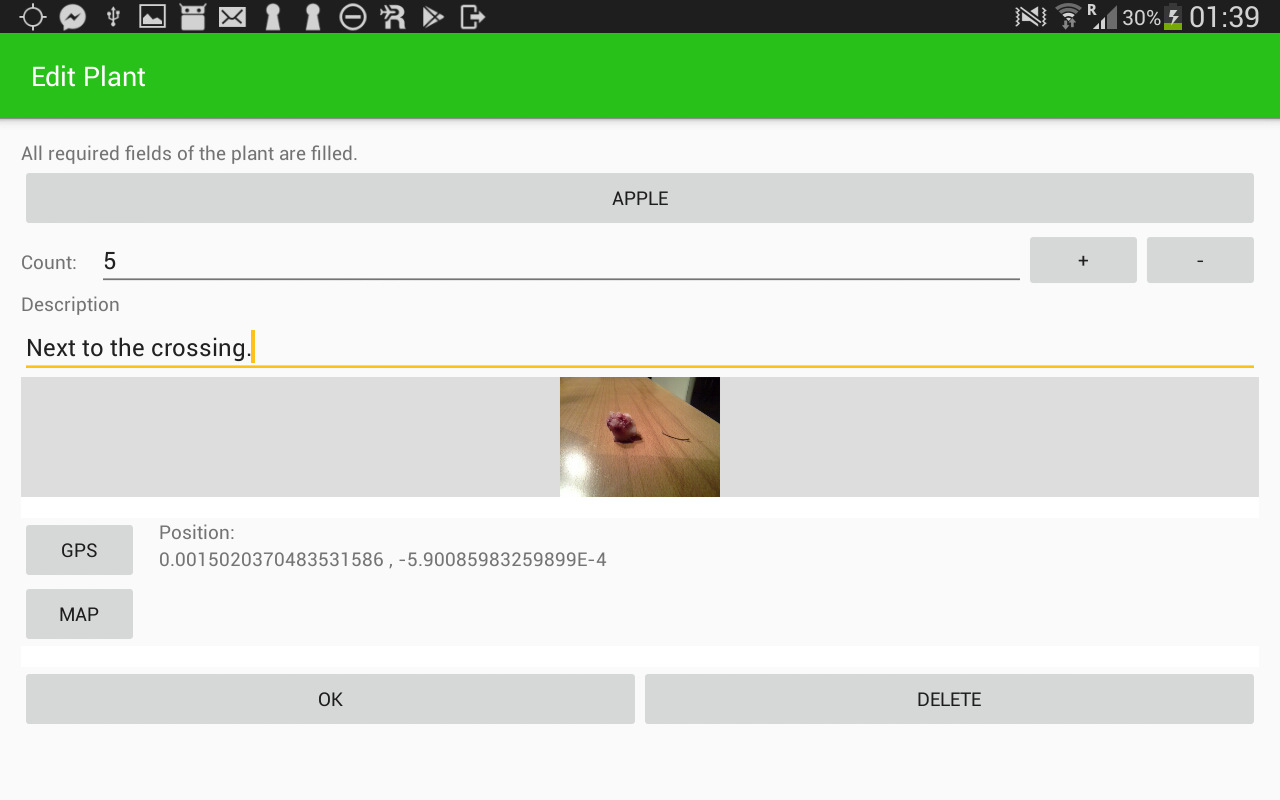 R 30% 01:39
Edit Plant
All required fields of the plant are filled.
APPLE
Count: 5 + -
Description
Next to the crossing.
GPS Position:
0.0015020370483531586 , -5.90085983259899E-4
MAP
OK DELETE